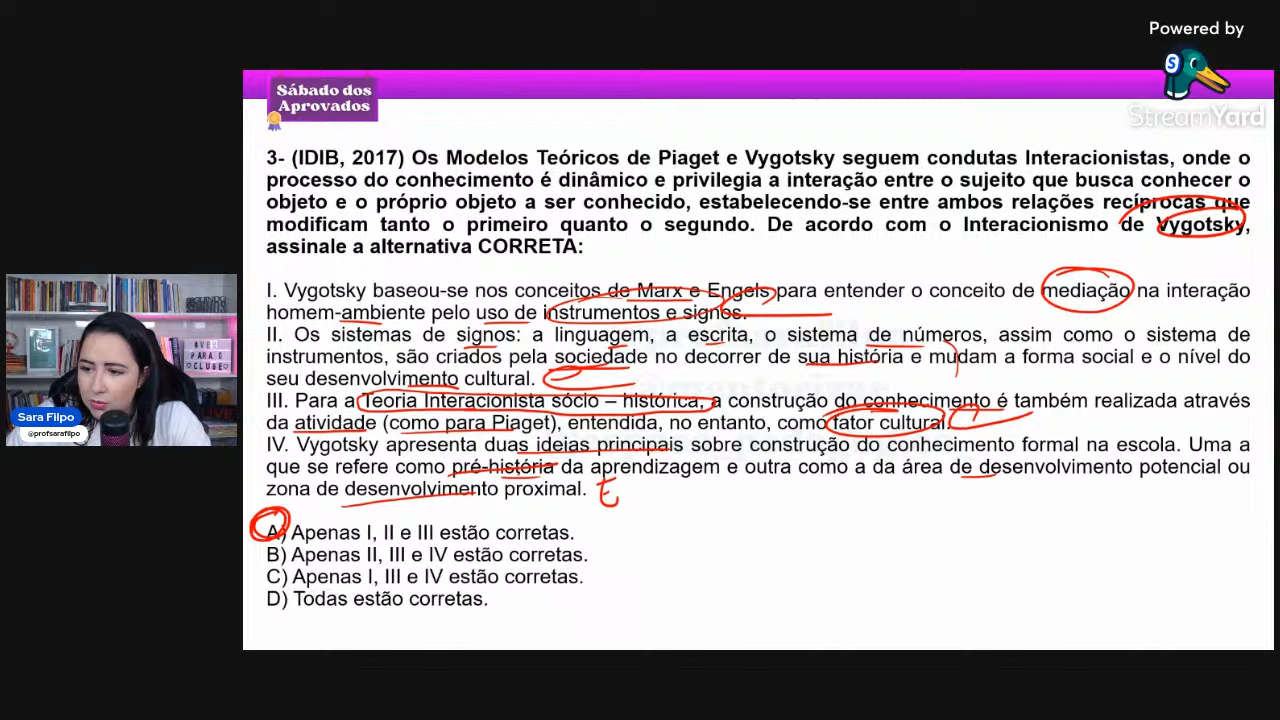 Powered by
S
StreamYard
Sábado dos
Aprovados
3- (IDIB, 2017) Os Modelos Teóricos de Piaget e Vygotsky seguem condutas Interacionistas, onde o
processo do conhecimento é dinâmico e privilegia a interação entre o sujeito que busca conhecer o
objeto e o próprio objeto a ser conhecido, estabelecendo-se entre ambos relações recíprocas que
modificam tanto o primeiro quanto o segundo. De acordo com o Interacionismo de Vygotsky,
assinale a alternativa CORRETA:
I. Vygotsky baseou-se nos conceitos de Marx e Engels para entender o conceito de mediação na interação
homem-ambiente pelo uso de instrumentos e signos.
II. Os sistemas de signos: a linguagem, a escrita, o sistema de números, assim como o sistema de
instrumentos, são criados pela sociedade no decorrer de sua história e mudam a forma social e o nível do
seu desenvolvimento cultural.
III. Para a Teoria Interacionista sócio – histórica, a construção do conhecimento é também realizada através
da atividade (como para Piaget), entendida, no entanto, como fator cultural.
IV. Vygotsky apresenta duas ideias principais sobre construção do conhecimento formal na escola. Uma a
que se refere como pré-história da aprendizagem e outra como a da área de desenvolvimento potencial ou
zona de desenvolvimento proximal. E
A) Apenas I, II e III estão corretas.
B) Apenas II, III e IV estão corretas.
C) Apenas I, III e IV estão corretas.
D) Todas estão corretas.
Sara Filpo
@profsarafilpo